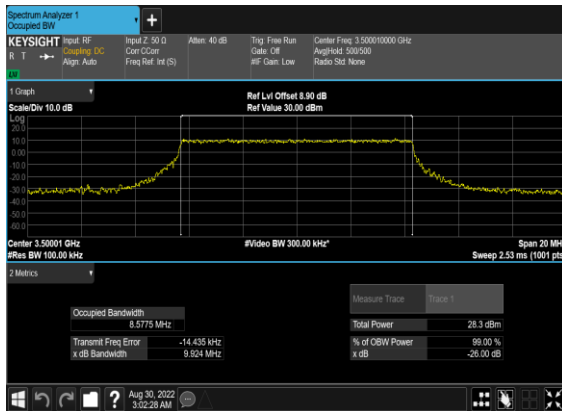 Spectrum Analyzer 1
Occupied BW
KEYSIGHT Input: RF Input Z: 50 Ω Atten: 40 dB Trig: Free Run Center Freq: 3.500010000 GHz
R T Coupling: DC Corr CCorr Gate: Off Avg|Hold: 500/500
Align: Auto Freq Ref: Int (S) #IF Gain: Low Radio Std: None
1 Graph Ref Lvl Offset 8.90 dB
Scale/Div 10.0 dB Ref Value 30.00 dBm
Log
20.0
10.0
0.00
-10.0
-20.0
-30.0
-40.0
-50.0
-60.0
Center 3.50001 GHz #Video BW 300.00 kHz* Span 20 MH
#Res BW 100.00 kHz Sweep 2.53 ms (1001 pts
2 Metrics
Measure Trace Trace 1
Occupied Bandwidth
8.5775 MHz Total Power 28.3 dBm
Transmit Freq Error -14.435 kHz % of OBW Power 99.00 %
x dB Bandwidth 9.924 MHz x dB -26.00 dB
Aug 30, 2022
3:02:28 AM